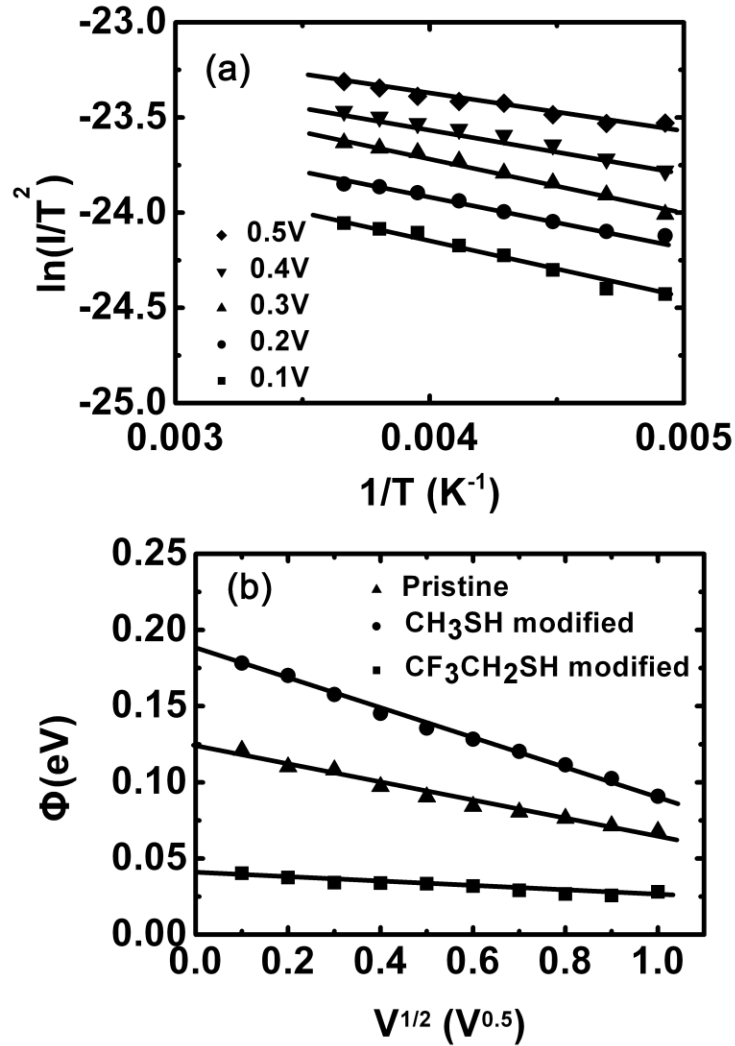 -23.0
(a)
-23.5
-24.0
-24.5
-25.0
ln(I/T²)
0.5V
0.4V
0.3V
0.2V
0.1V
0.003 0.004 0.005
1/T (K⁻¹)
0.25
(b)
0.20
0.15
0.10
0.05
0.00
Φ(eV)
Pristine
CH₃SH modified
CF₃CH₂SH modified
0.0 0.2 0.4 0.6 0.8 1.0
V¹ᐟ² (V⁰·⁵)